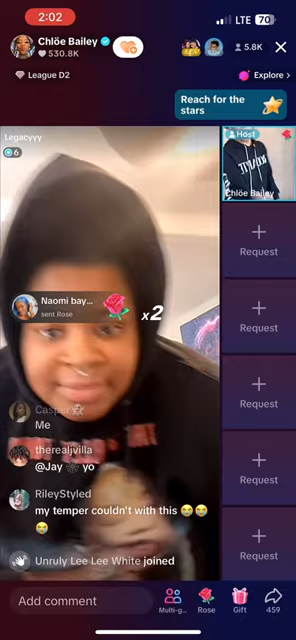 2:02
LTE 70
Chlöe Bailey
530.8K
5.8K
League D2
Explore >
Reach for the
stars
Legacyyy
6
Host
Chlöe Bailey
+
Request
+
Request
+
Request
+
Request
+
Request
Naomi bay...
sent Rose
x2
Casper
Me
therealjvilla
@Jay yo
RileyStyled
my temper couldn't with this 😭😭
😭
Unruly Lee Lee White joined
Add comment
Multi-g...
Rose
Gift
459